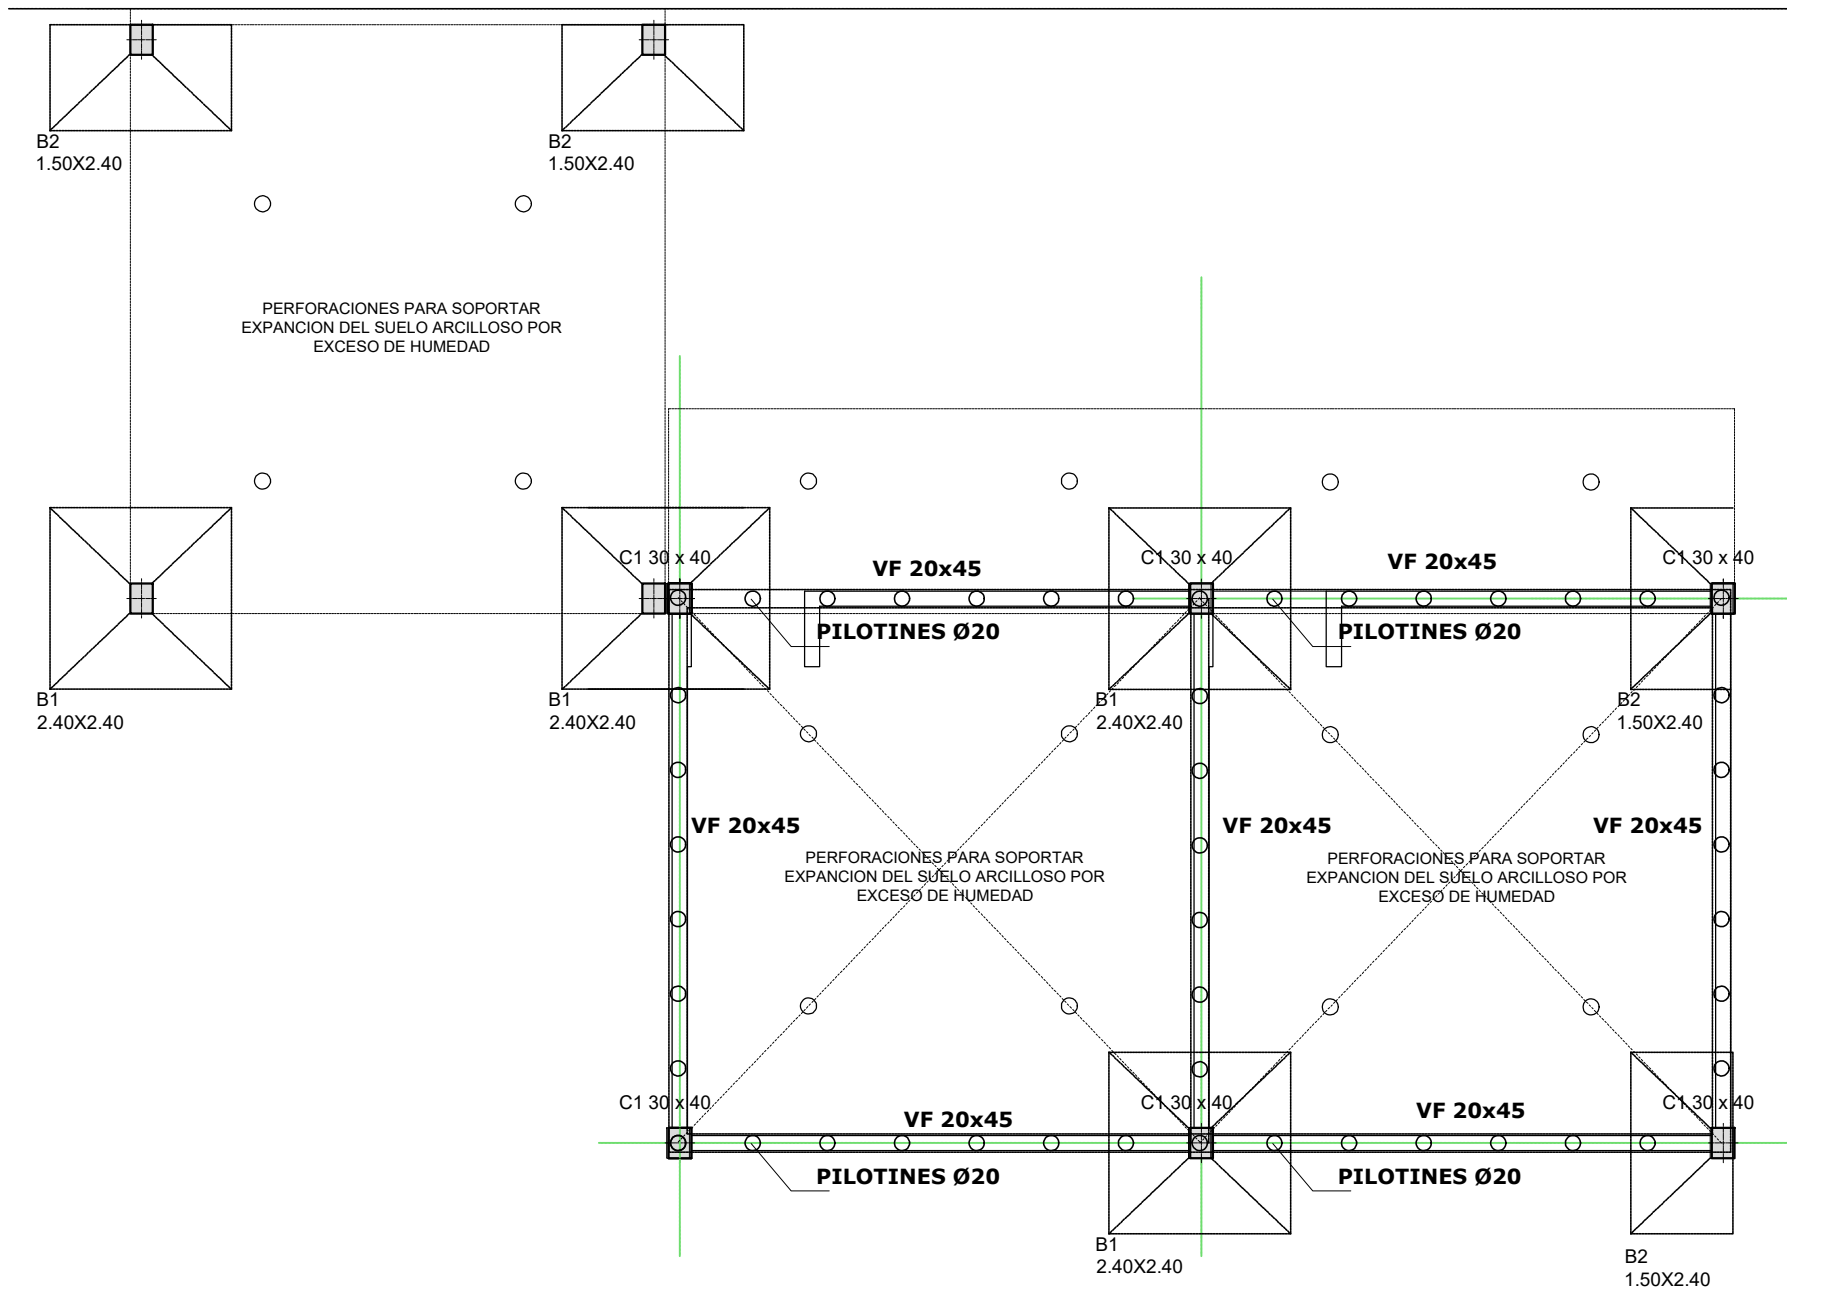 B2
1.50X2.40
B2
1.50X2.40
PERFORACIONES PARA SOPORTAR
EXPANCION DEL SUELO ARCILLOSO POR
EXCESO DE HUMEDAD
C1 30 x 40
VF 20x45
C1 30 x 40
VF 20x45
C1 30 x 40
PILOTINES Ø20
PILOTINES Ø20
B1
2.40X2.40
B1
2.40X2.40
B1
2.40X2.40
B2
1.50X2.40
VF 20x45
VF 20x45
VF 20x45
PERFORACIONES PARA SOPORTAR
EXPANCION DEL SUELO ARCILLOSO POR
EXCESO DE HUMEDAD
PERFORACIONES PARA SOPORTAR
EXPANCION DEL SUELO ARCILLOSO POR
EXCESO DE HUMEDAD
C1 30 x 40
VF 20x45
C1 30 x 40
VF 20x45
C1 30 x 40
PILOTINES Ø20
PILOTINES Ø20
B1
2.40X2.40
B2
1.50X2.40